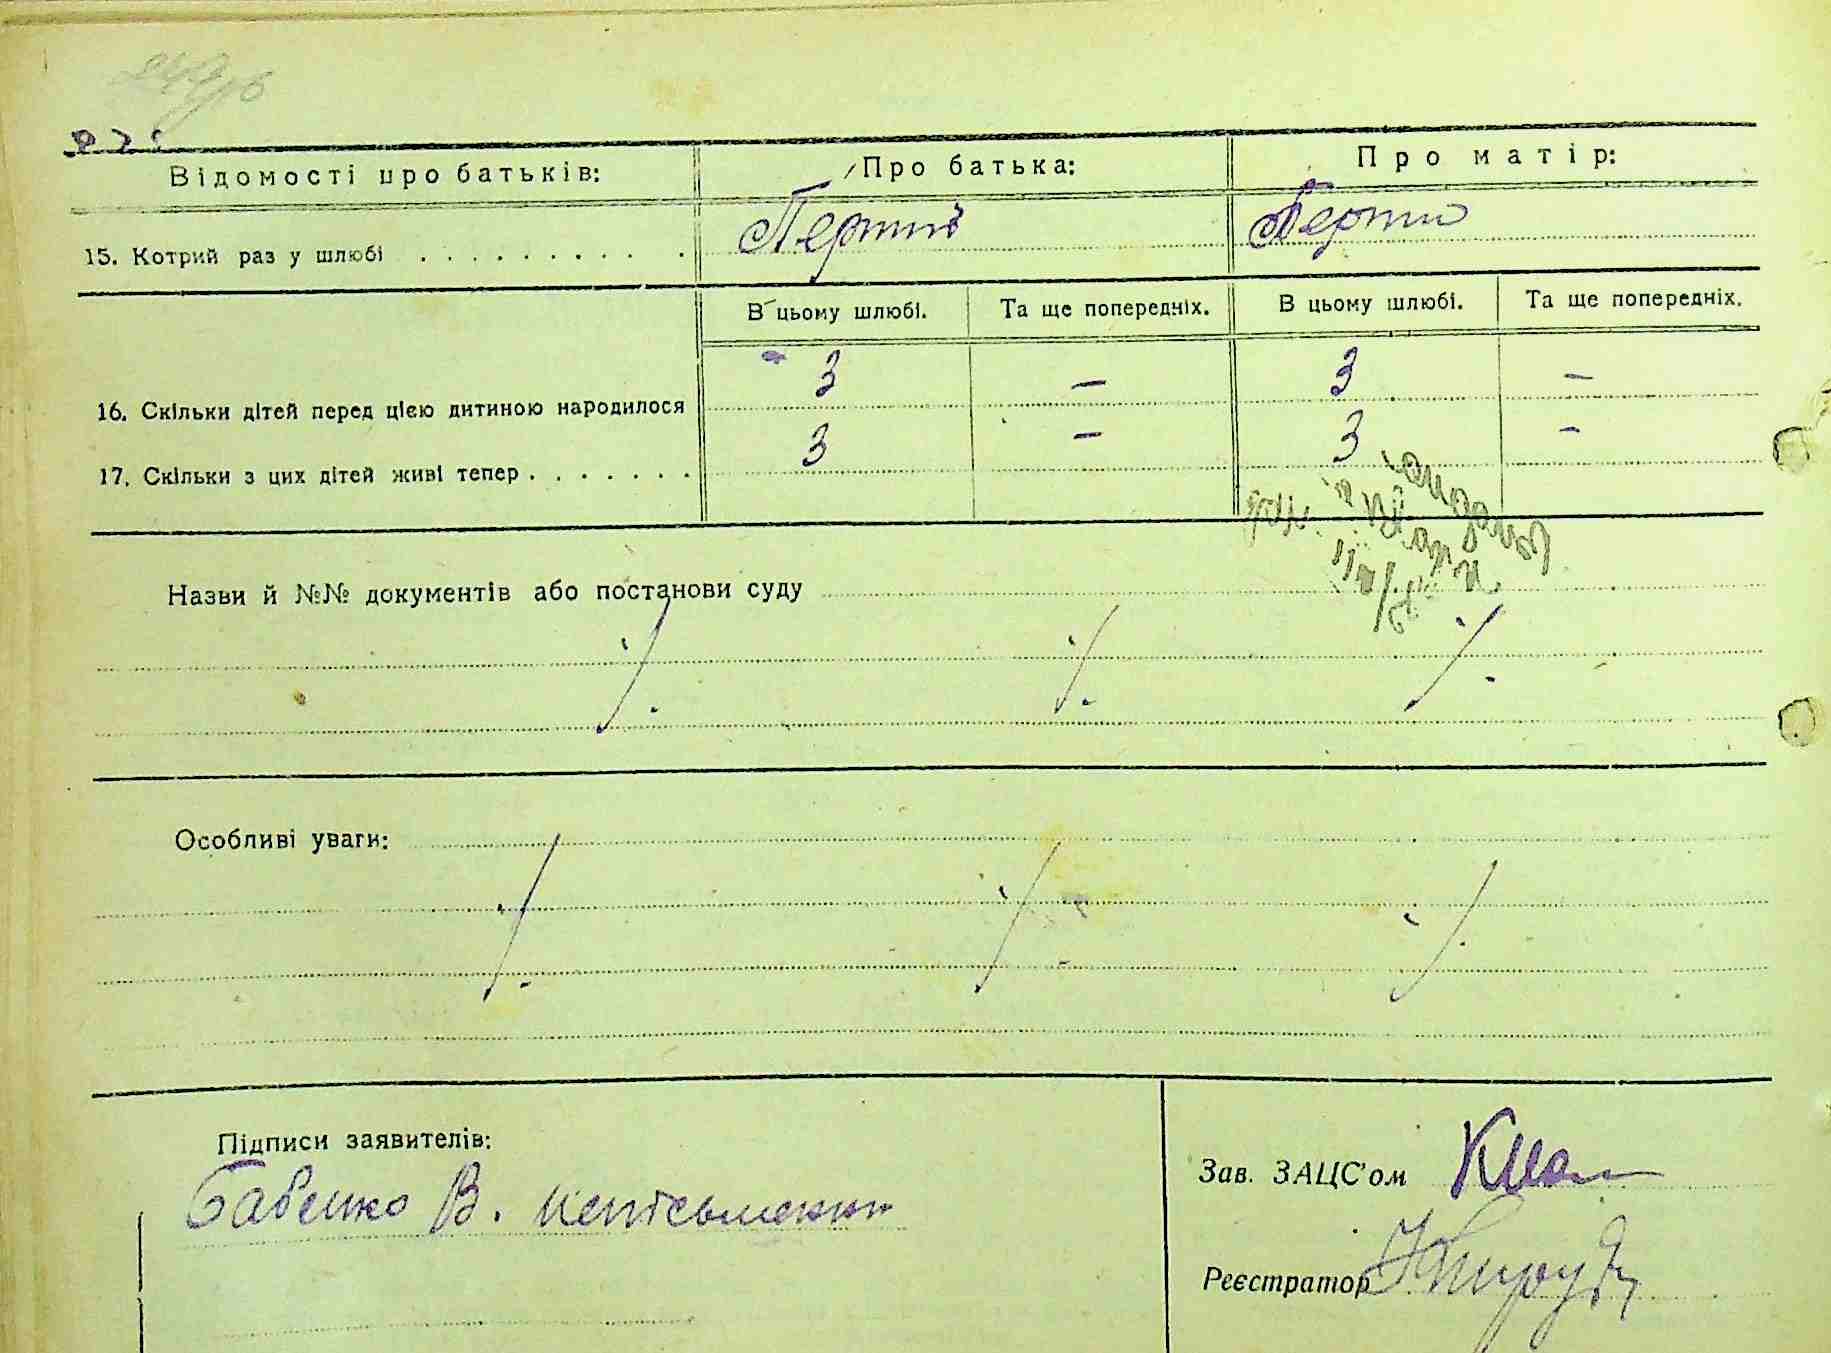 Відомості про батьків: Про батька: Про матір:
15. Котрий раз у шлюбі . . . . . . . . . . Перший Перший
В цьому шлюбі. Та ще попередніх. В цьому шлюбі. Та ще попередніх.
16. Скільки дітей перед цією дитиною народилося 3 — 3 —
17. Скільки з цих дітей живі тепер . . . . . . . 3 — 3 —
Назви й №№ документів або постанови суду
Особливі уваги:
Підписи заявителів:
Бабенко В.
Зав. ЗАЦС'ом
Реєстратор